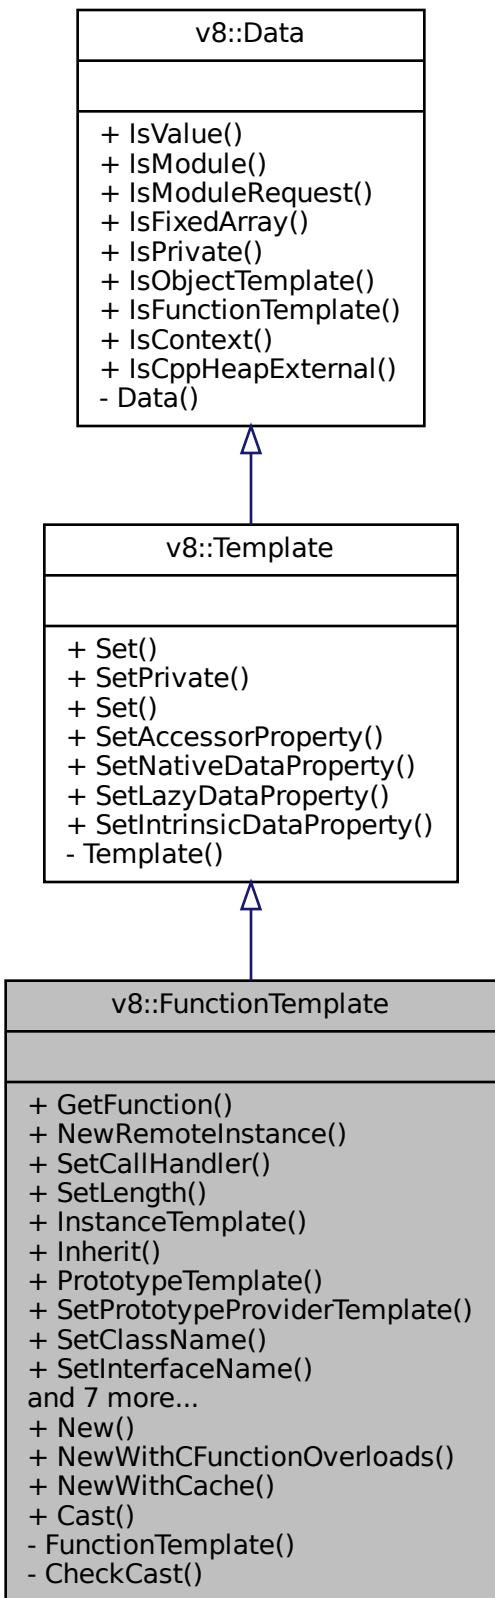 v8::Data
+ IsValue()
+ IsModule()
+ IsModuleRequest()
+ IsFixedArray()
+ IsPrivate()
+ IsObjectTemplate()
+ IsFunctionTemplate()
+ IsContext()
+ IsCppHeapExternal()
- Data()
v8::Template
+ Set()
+ SetPrivate()
+ Set()
+ SetAccessorProperty()
+ SetNativeDataProperty()
+ SetLazyDataProperty()
+ SetIntrinsicDataProperty()
- Template()
v8::FunctionTemplate
+ GetFunction()
+ NewRemoteInstance()
+ SetCallHandler()
+ SetLength()
+ InstanceTemplate()
+ Inherit()
+ PrototypeTemplate()
+ SetPrototypeProviderTemplate()
+ SetClassName()
+ SetInterfaceName()
and 7 more...
+ New()
+ NewWithCFunctionOverloads()
+ NewWithCache()
+ Cast()
- FunctionTemplate()
- CheckCast()